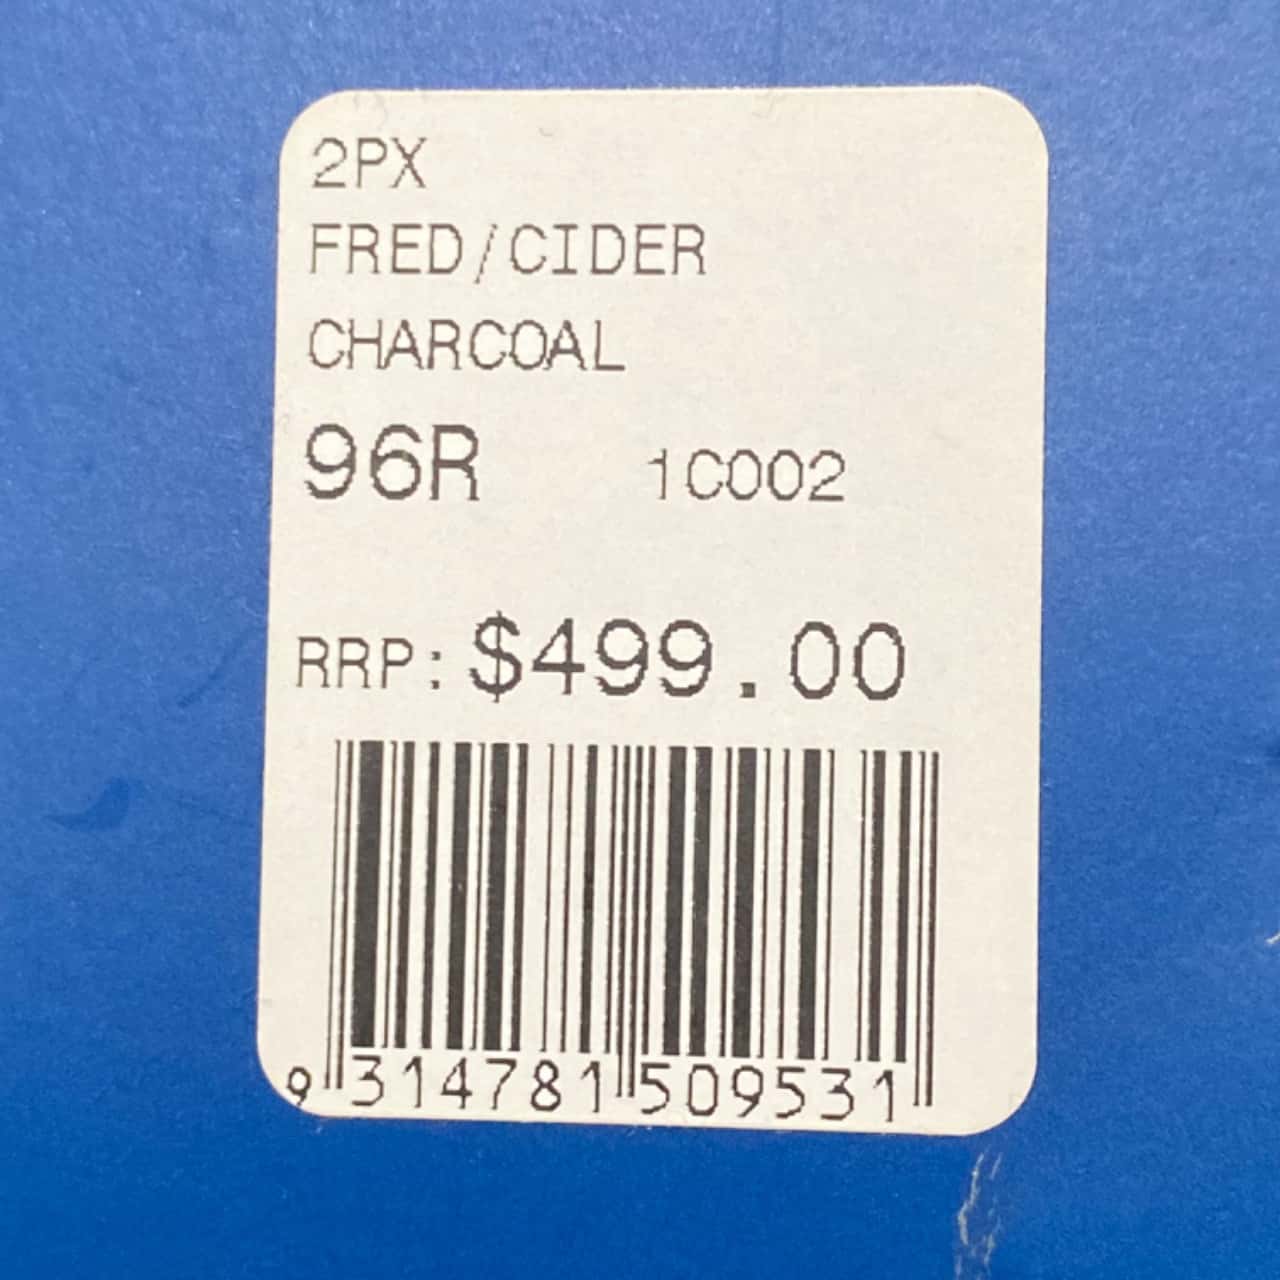 2PX
FRED/CIDER
CHARCOAL
96R 1C002
RRP: $499.00
9 314781 509531